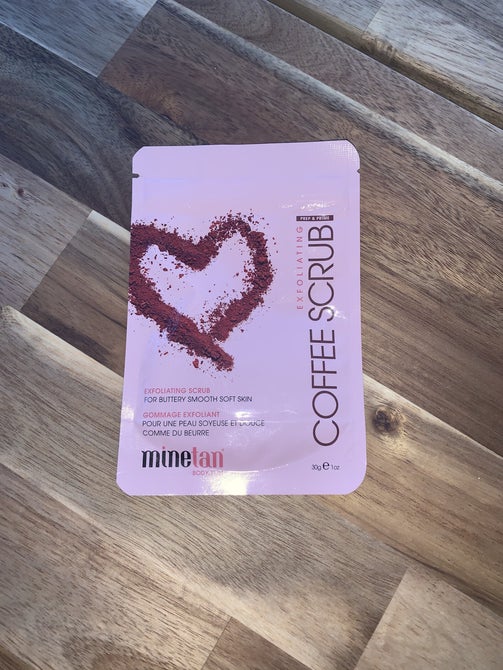 PREP & PRIME
EXFOLIATING
COFFEE SCRUB
EXFOLIATING SCRUB
FOR BUTTERY SMOOTH SOFT SKIN
GOMMAGE EXFOLIANT
POUR UNE PEAU SOYEUSE ET DOUCE
COMME DU BEURRE
minetan
BODY
30g e 1oz